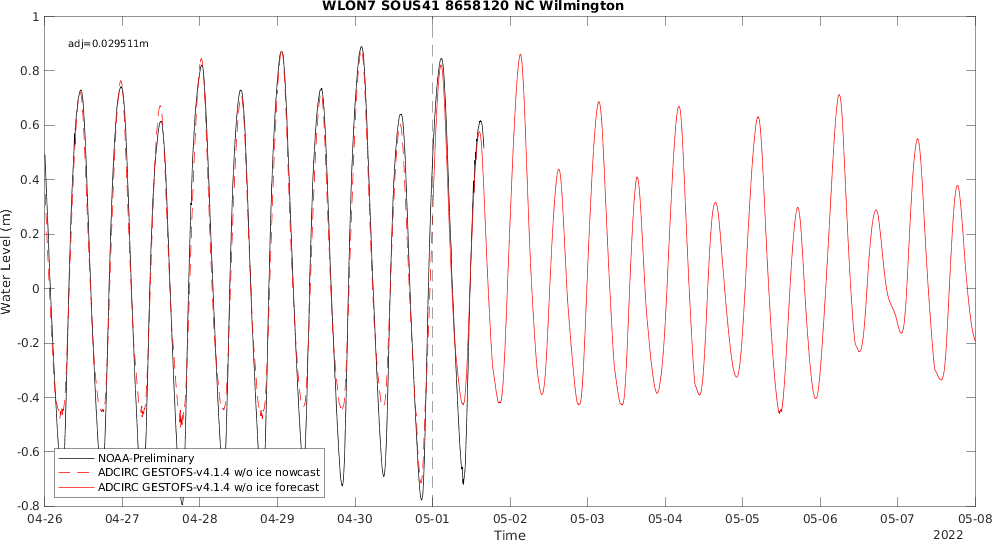 WLON7 SOUS41 8658120 NC Wilmington
adj=0.029511m
Water Level (m)
1
0.8
0.6
0.4
0.2
0
-0.2
-0.4
-0.6
-0.8
NOAA-Preliminary
ADCIRC GESTOFS-v4.1.4 w/o ice nowcast
ADCIRC GESTOFS-v4.1.4 w/o ice forecast
04-26 04-27 04-28 04-29 04-30 05-01 05-02 05-03 05-04 05-05 05-06 05-07 05-08
Time
2022